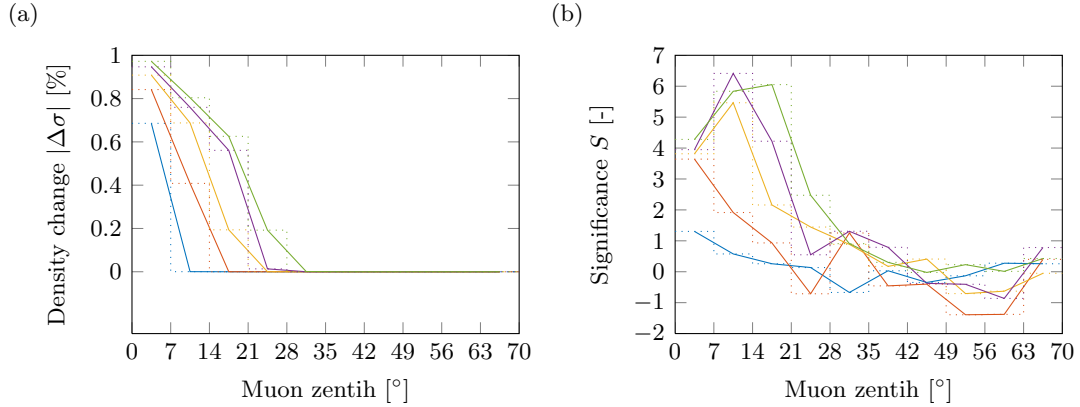 (a)
1
0.8
0.6
0.4
0.2
0
Density change |Δσ| [%]
0 7 14 21 28 35 42 49 56 63 70
Muon zentih [°]
(b)
7
6
5
4
3
2
1
0
−1
−2
Significance S [-]
0 7 14 21 28 35 42 49 56 63 70
Muon zentih [°]